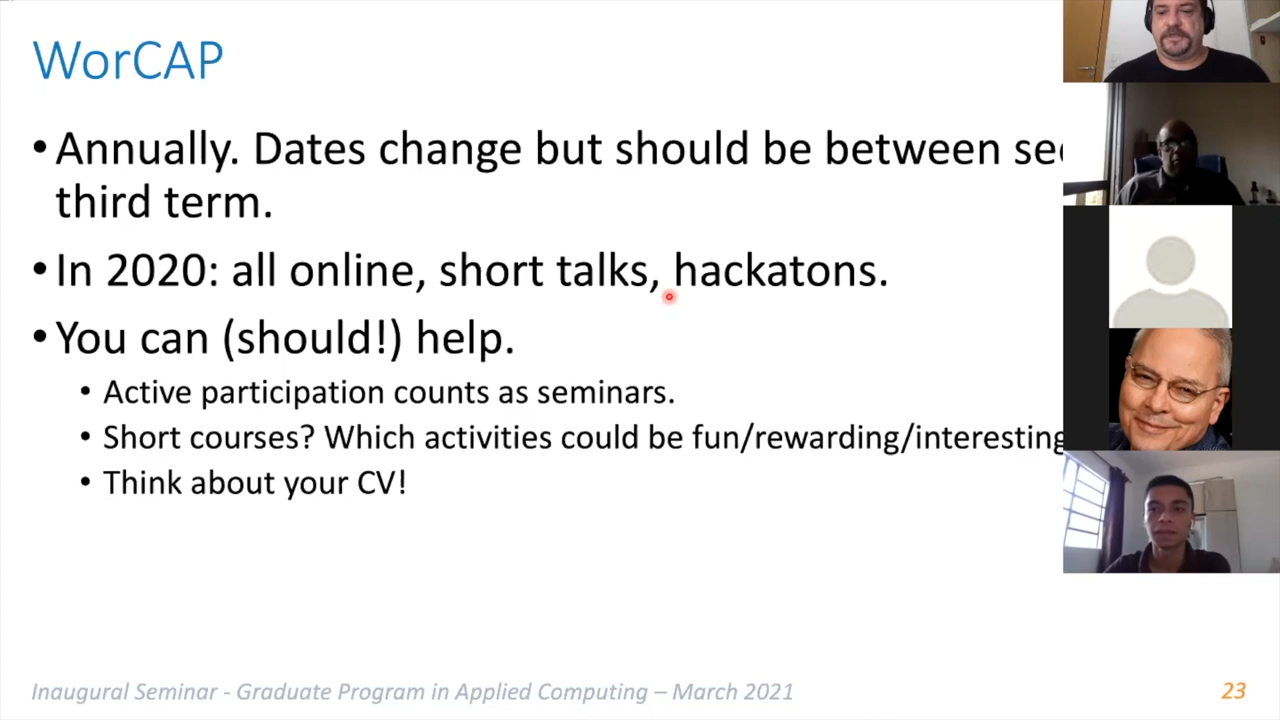 WorCAP
• Annually. Dates change but should be between
third term.
• In 2020: all online, short talks, hackatons.
• You can (should!) help.
• Active participation counts as seminars.
• Short courses? Which activities could be fun/rewarding/interesting
• Think about your CV!
Inaugural Seminar - Graduate Program in Applied Computing – March 2021
23